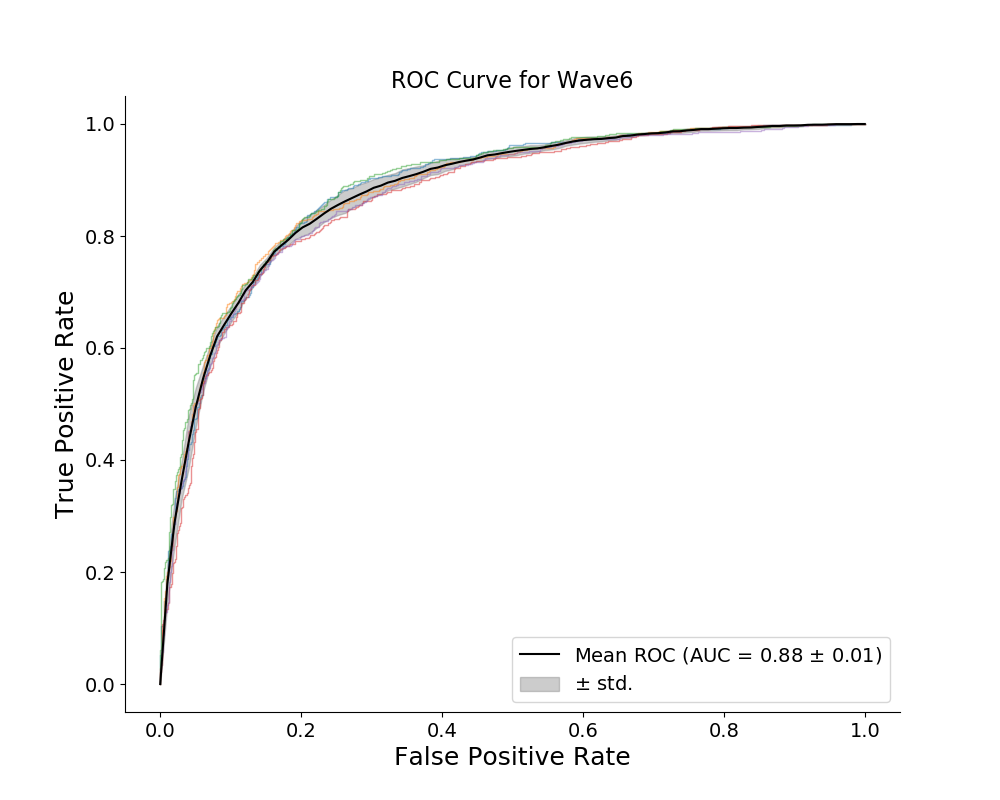 ROC Curve for Wave6
True Positive Rate
1.0
0.8
0.6
0.4
0.2
0.0
Mean ROC (AUC = 0.88 ± 0.01)
± std.
0.0 0.2 0.4 0.6 0.8 1.0
False Positive Rate